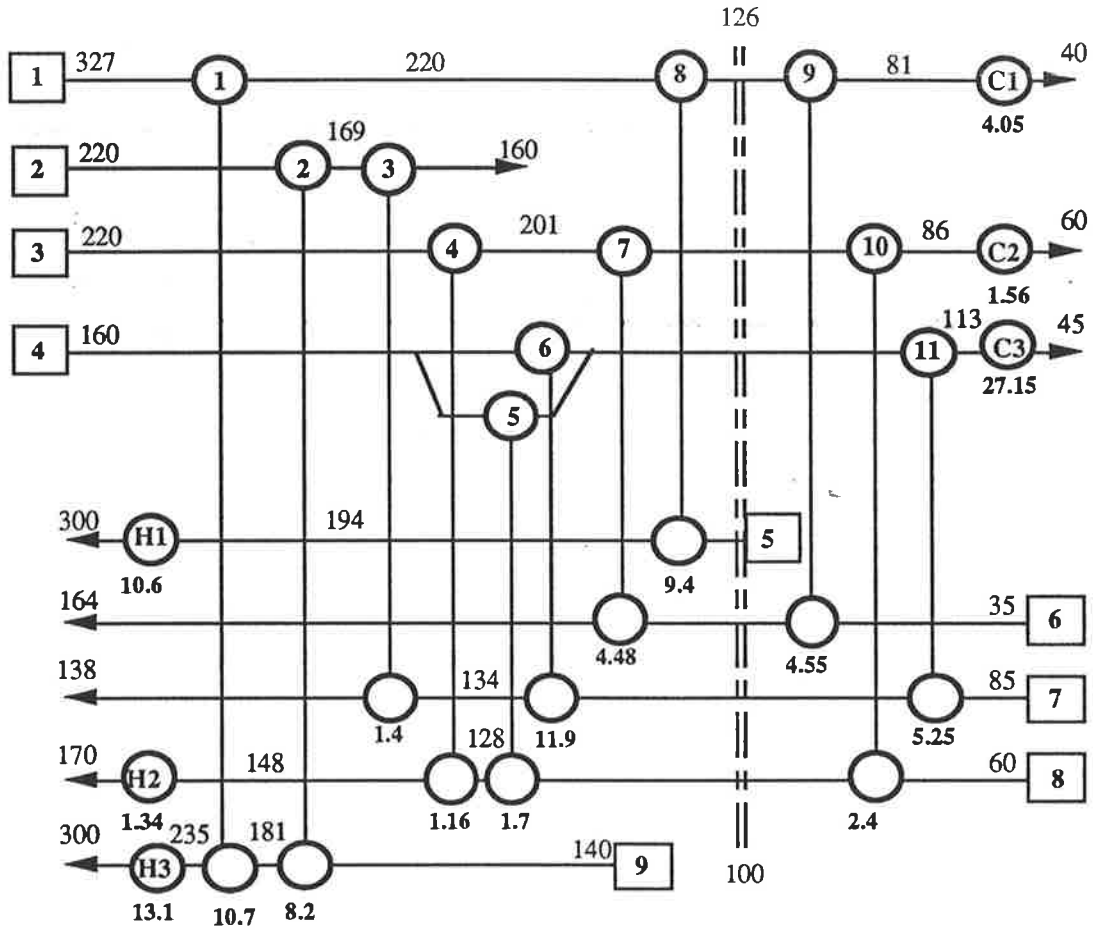 126
1 327 1 220 8 9 81 C1 40
4.05
2 220 2 169 3 160
3 220 4 201 7 10 86 C2 60
1.56
4 160 6 11 113 C3 45
27.15
5
300 H1 194 5
10.6 9.4
164 35 6
4.48 4.55
138 134 85 7
1.4 11.9 5.25
170 H2 148 128 60 8
1.34 1.16 1.7 2.4
300 H3 235 181 140 9
100
13.1 10.7 8.2